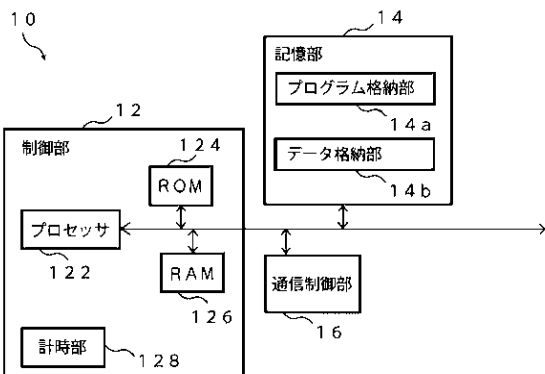 10
14
記憶部
プログラム格納部
14a
データ格納部
14b
12
制御部
124
ROM
プロセッサ
122
RAM
126
通信制御部
16
計時部
128